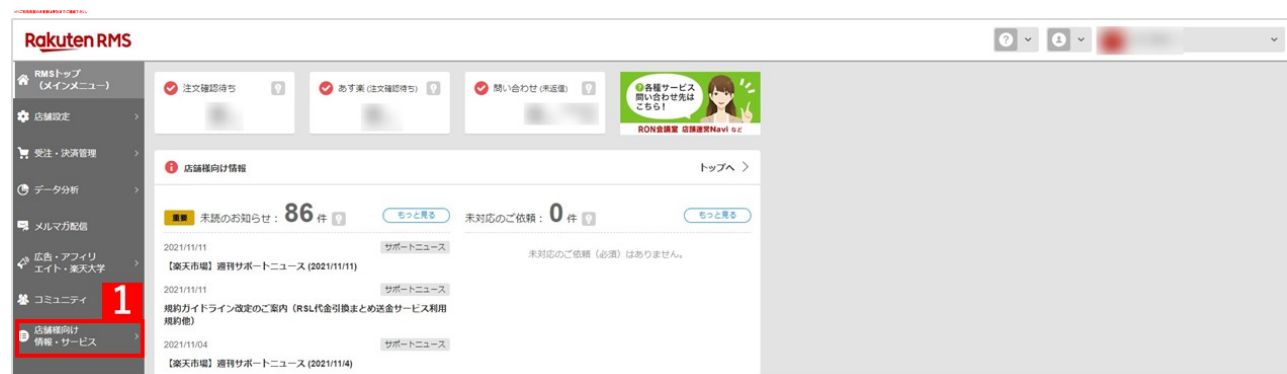 Rakuten RMS
RMSトップ
(メインメニュー)
店舗設定
受注・決済管理
データ分析
メルマガ配信
広告・アフィリ
エイト・楽天大学
コミュニティ
1
店舗様向け
情報・サービス
注文確認待ち
あす楽 (注文確認待ち)
問い合わせ (未返信)
各種サービス
問い合わせ先は
こちら!
RON会議室 店舗運営Navi など
店舗様向け情報
トップへ
重要 未読のお知らせ : 86 件
もっと見る
未対応のご依頼 : 0 件
もっと見る
2021/11/11
サポートニュース
【楽天市場】週刊サポートニュース (2021/11/11)
2021/11/11
サポートニュース
規約ガイドライン改定のご案内(RSL代金引換まとめ送金サービス利用
規約他)
2021/11/04
サポートニュース
【楽天市場】週刊サポートニュース (2021/11/4)
未対応のご依頼(必須)はありません。